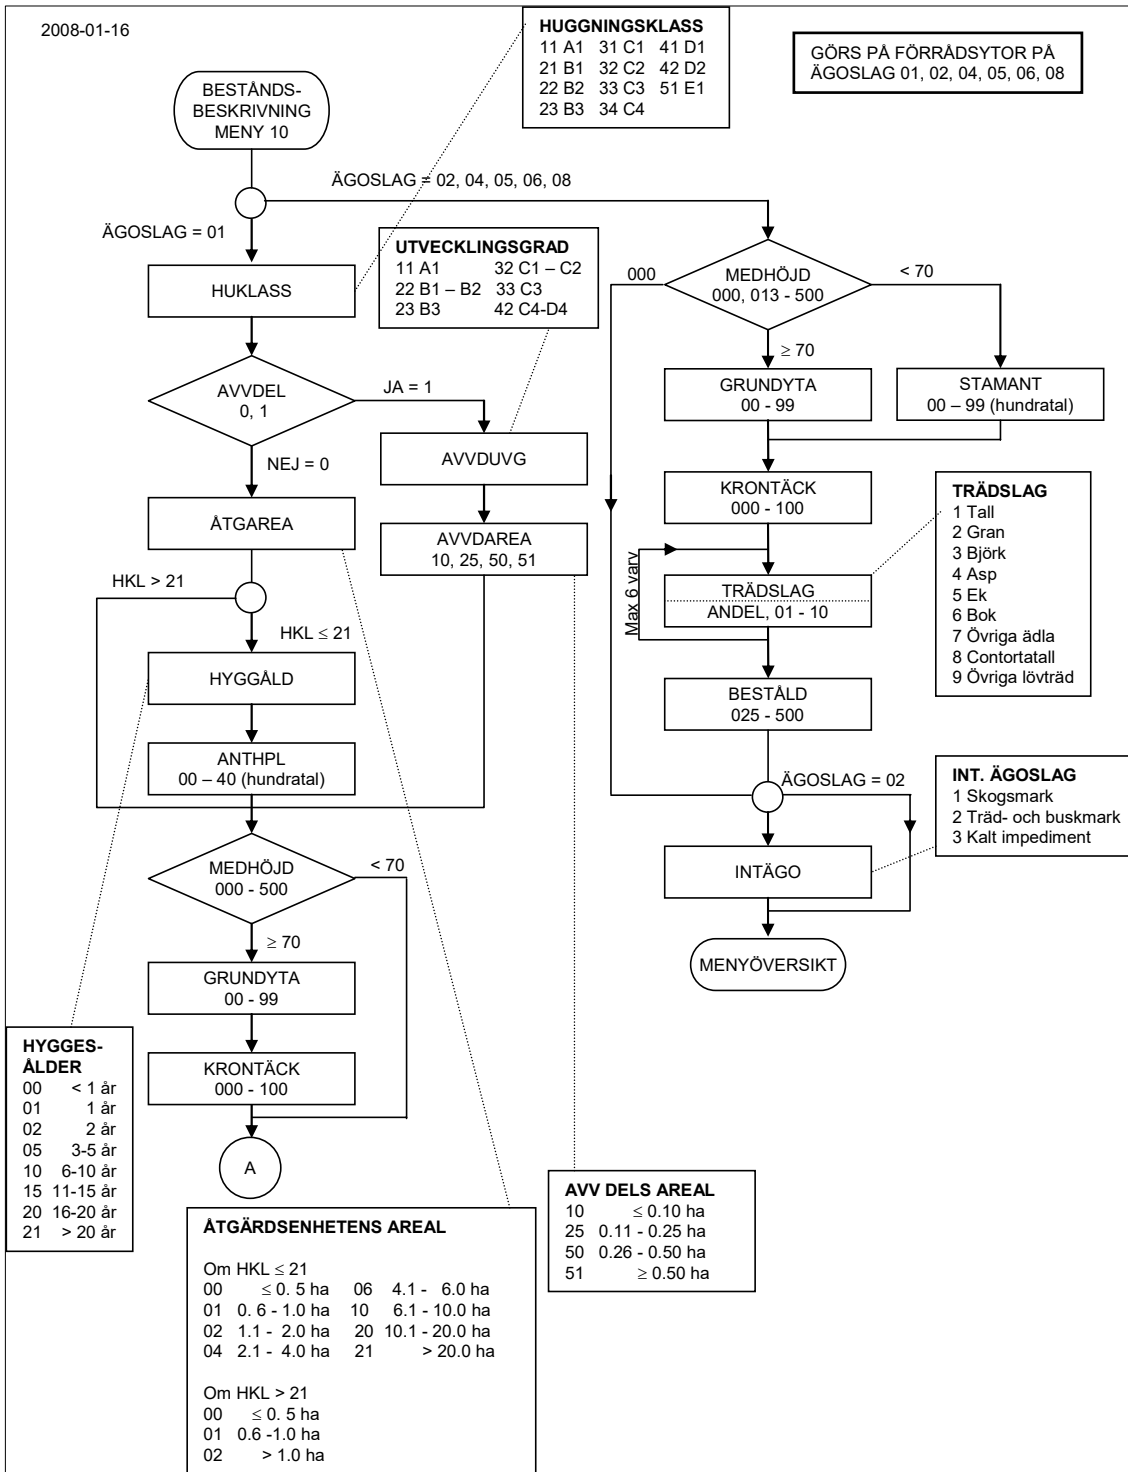 2008-01-16
HUGGNINGSKLASS
11 A1 31 C1 41 D1
21 B1 32 C2 42 D2
22 B2 33 C3 51 E1
23 B3 34 C4
GÖRS PÅ FÖRRÅDSYTOR PÅ
ÄGOSLAG 01, 02, 04, 05, 06, 08
BESTÅNDS-
BESKRIVNING
MENY 10
ÄGOSLAG = 02, 04, 05, 06, 08
ÄGOSLAG = 01
HUKLASS
UTVECKLINGSGRAD
11 A1 32 C1 – C2
22 B1 – B2 33 C3
23 B3 42 C4-D4
AVVDEL
0, 1
JA = 1
NEJ = 0
AVVDUVG
AVVDAREA
10, 25, 50, 51
ÅTGAREA
HKL > 21
HKL ≤ 21
HYGGÅLD
ANTHPL
00 – 40 (hundratal)
MEDHÖJD
000 - 500
< 70
≥ 70
GRUNDYTA
00 - 99
KRONTÄCK
000 - 100
A
000
MEDHÖJD
000, 013 - 500
< 70
≥ 70
GRUNDYTA
00 - 99
STAMANT
00 – 99 (hundratal)
KRONTÄCK
000 - 100
Max 6 varv
TRÄDSLAG
ANDEL, 01 - 10
BESTÅLD
025 - 500
ÄGOSLAG = 02
INTÄGO
MENYÖVERSIKT
TRÄDSLAG
1 Tall
2 Gran
3 Björk
4 Asp
5 Ek
6 Bok
7 Övriga ädla
8 Contortatall
9 Övriga lövträd
INT. ÄGOSLAG
1 Skogsmark
2 Träd- och buskmark
3 Kalt impediment
HYGGES-
ÅLDER
00 < 1 år
01 1 år
02 2 år
05 3-5 år
10 6-10 år
15 11-15 år
20 16-20 år
21 > 20 år
ÅTGÄRDSENHETENS AREAL
Om HKL ≤ 21
00 ≤ 0. 5 ha 06 4.1 - 6.0 ha
01 0. 6 - 1.0 ha 10 6.1 - 10.0 ha
02 1.1 - 2.0 ha 20 10.1 - 20.0 ha
04 2.1 - 4.0 ha 21 > 20.0 ha
Om HKL > 21
00 ≤ 0. 5 ha
01 0.6 -1.0 ha
02 > 1.0 ha
AVV DELS AREAL
10 ≤ 0.10 ha
25 0.11 - 0.25 ha
50 0.26 - 0.50 ha
51 ≥ 0.50 ha